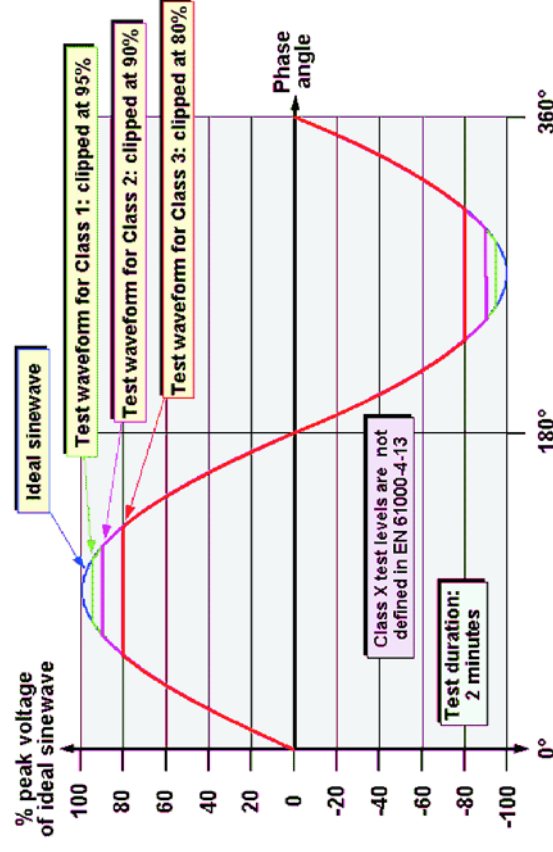 % peak voltage
of ideal sinewave
Ideal sinewave
Test waveform for Class 1: clipped at 95%
Test waveform for Class 2: clipped at 90%
Test waveform for Class 3: clipped at 80%
100
80
60
40
20
0
-20
-40
-60
-80
-100
Phase
angle
Class X test levels are not
defined in EN 61000-4-13
Test duration:
2 minutes
0°
180°
360°